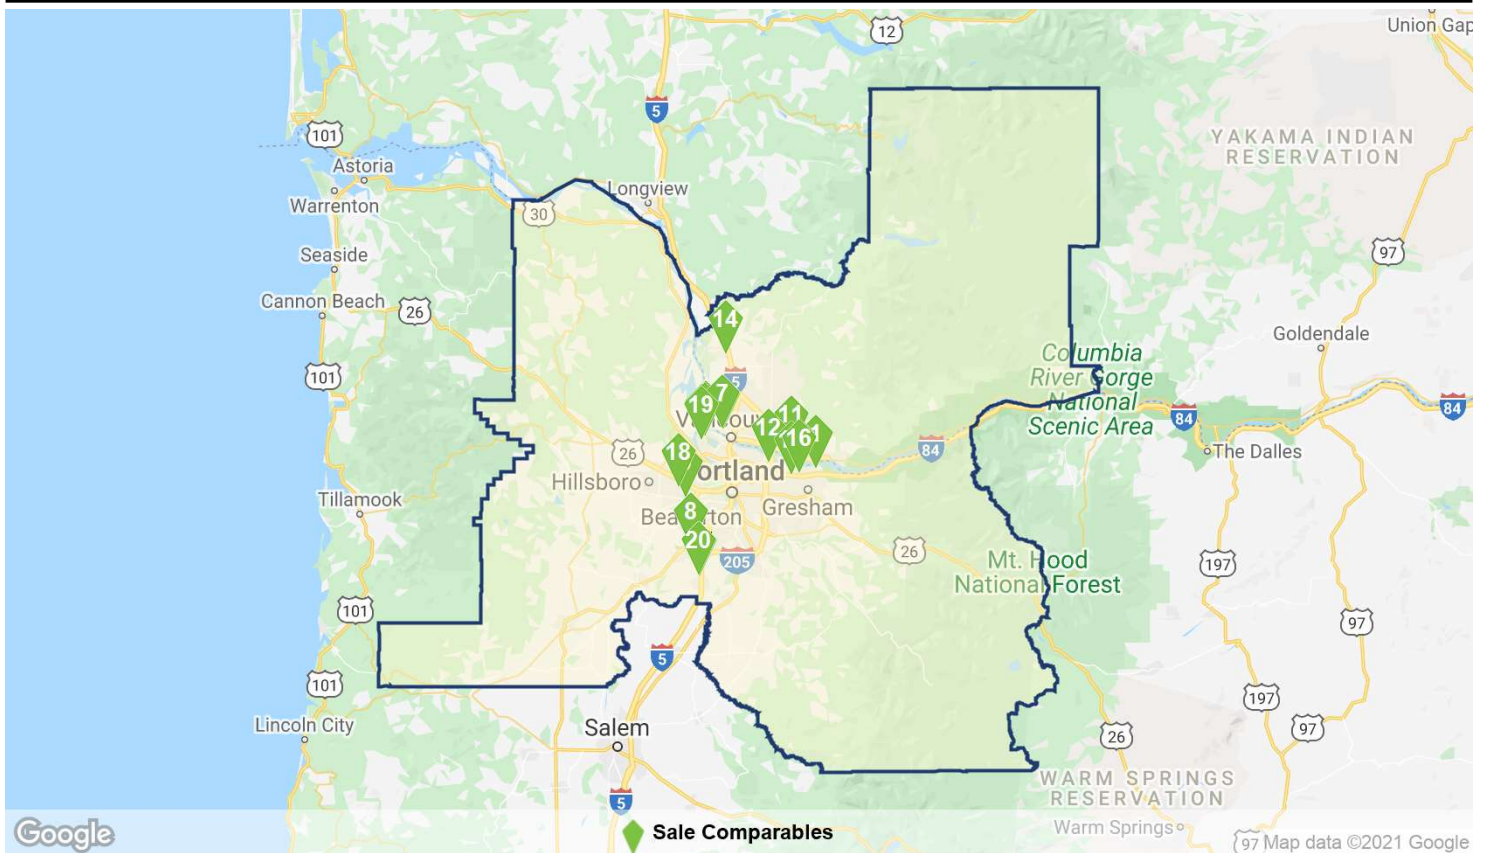 Union Gap
12
5
YAKAMA INDIAN
RESERVATION
101
Astoria
Longview
Warrenton
30
Seaside
97
Cannon Beach
26
14
Goldendale
Columbia
River Gorge
National
Scenic Area
101
5
7
19
84
84
11
12
1
16
18
26
84
The Dalles
Portland
Hillsboro
Tillamook
Gresham
8
20
205
26
Mt. Hood
National Forest
197
101
97
5
101
197
Lincoln City
Salem
97
26
WARM SPRINGS
RESERVATION
5
Warm Springs
Google
Sale Comparables
97
Map data ©2021 Google